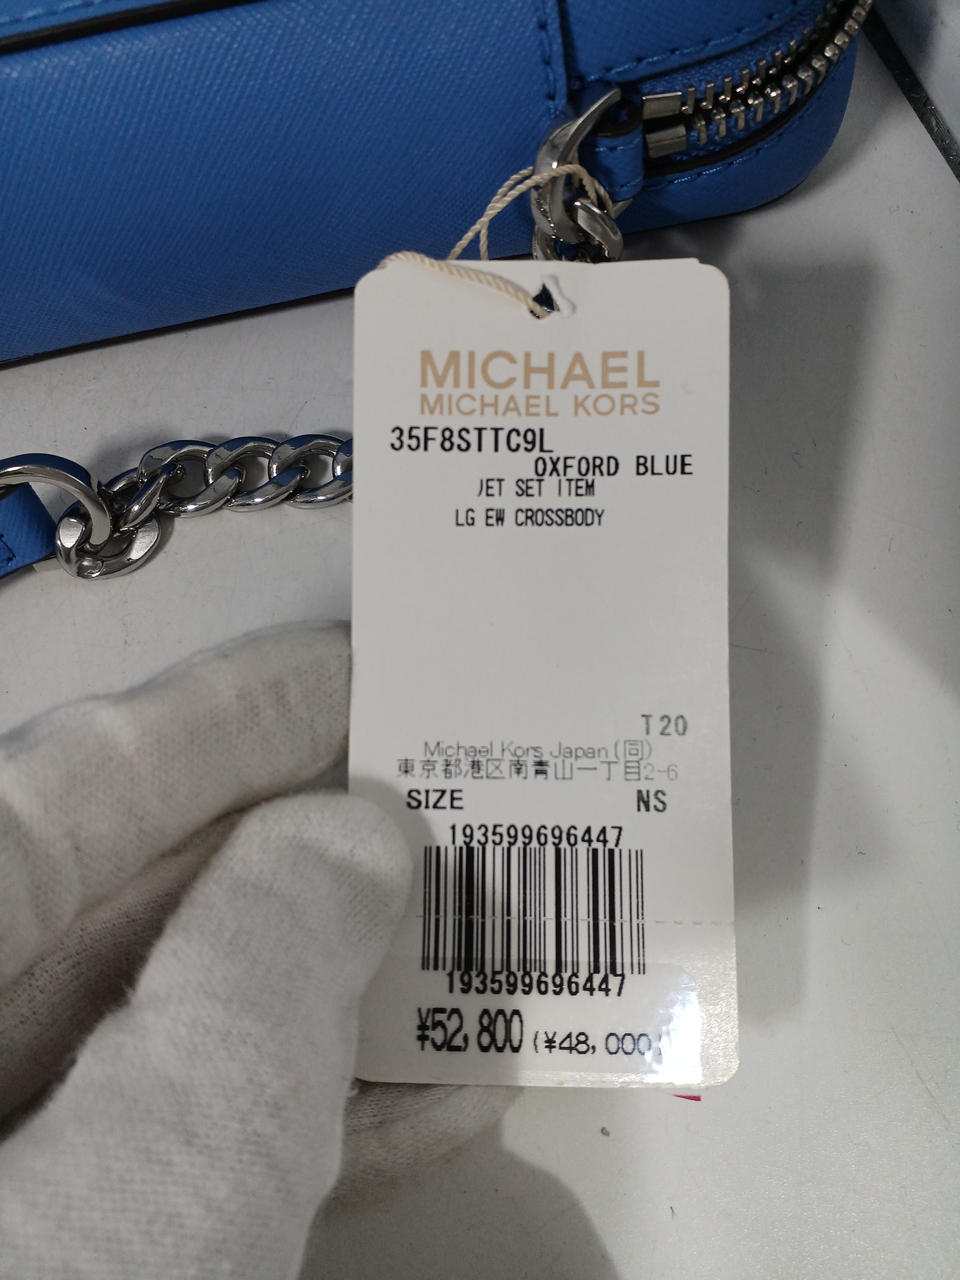 MICHAEL
MICHAEL KORS
35F8STTC9L
OXFORD BLUE
JET SET ITEM
LG EW CROSSBODY
T20
Michael Kors Japan (同)
東京都港区南青山一丁目2-6
SIZE NS
193599696447
193599696447
¥52,800 (¥48,000)